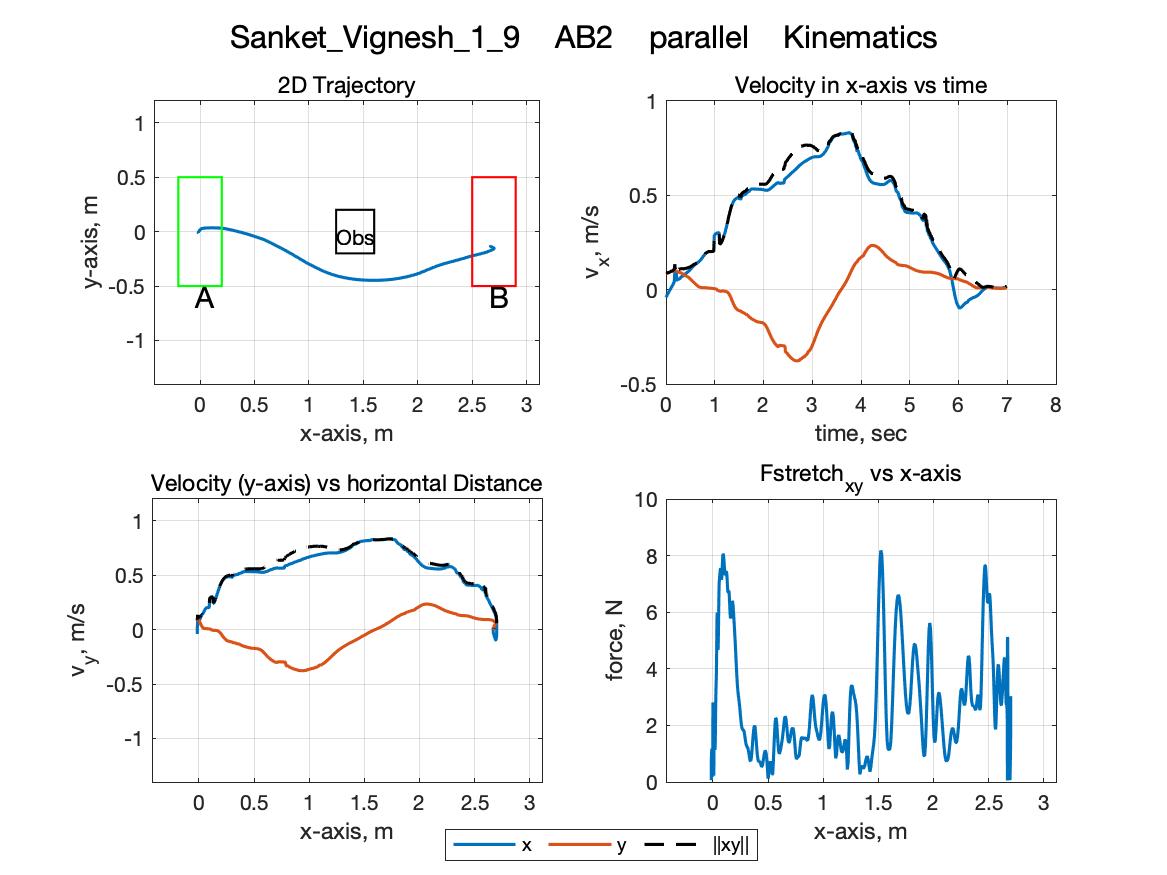 Sanket_Vignesh_1_9 AB2 parallel Kinematics
2D Trajectory
1
0.5
0
-0.5
-1
y-axis, m
Obs
A
B
0 0.5 1 1.5 2 2.5 3
x-axis, m
Velocity in x-axis vs time
1
0.5
0
-0.5
v_x, m/s
0 1 2 3 4 5 6 7 8
time, sec
Velocity (y-axis) vs horizontal Distance
1
0.5
0
-0.5
-1
v_y, m/s
0 0.5 1 1.5 2 2.5 3
x-axis, m
Fstretch_xy vs x-axis
10
8
6
4
2
0
force, N
0 0.5 1 1.5 2 2.5 3
x-axis, m
x y ||xy||